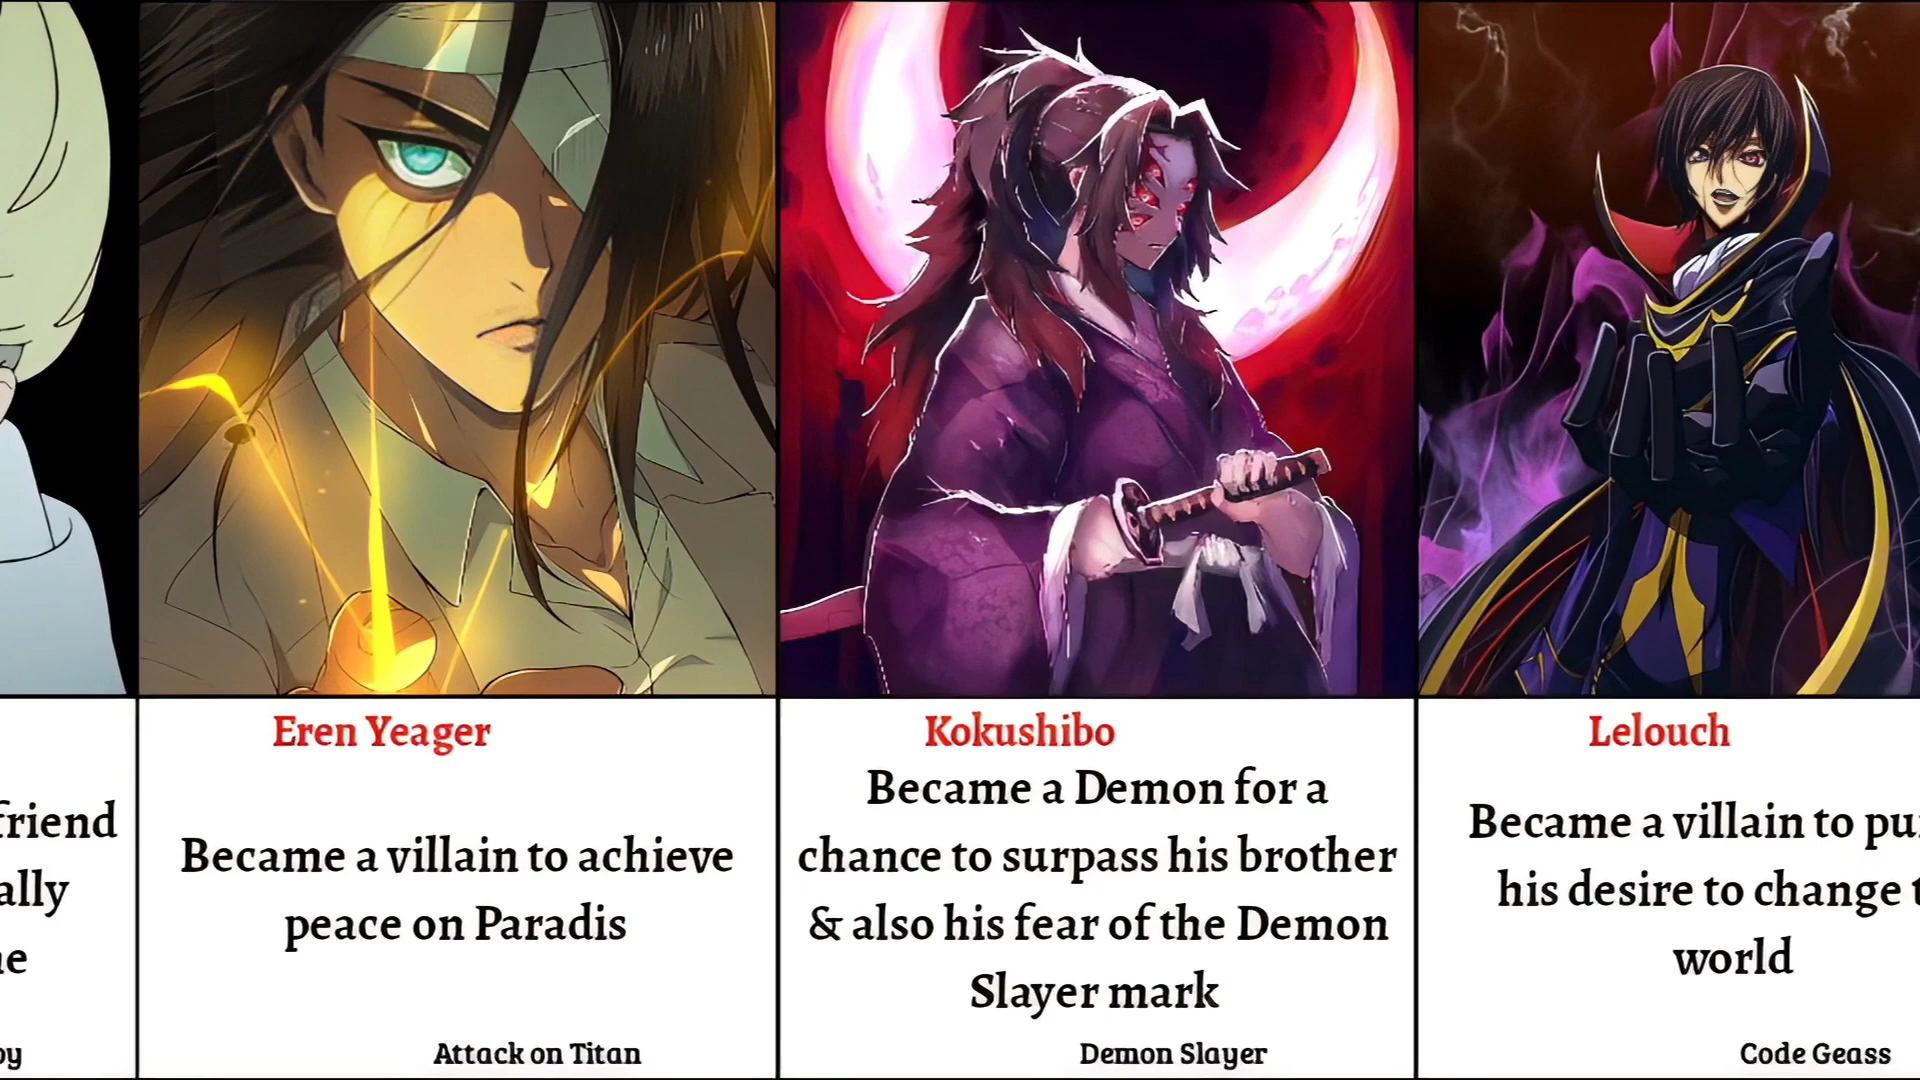 friend
Eren Yeager
Became a villain to achieve
peace on Paradis
Attack on Titan
Kokushibo
Became a Demon for a
chance to surpass his brother
& also his fear of the Demon
Slayer mark
Demon Slayer
Lelouch
Became a villain to
his desire to change
world
Code Geass